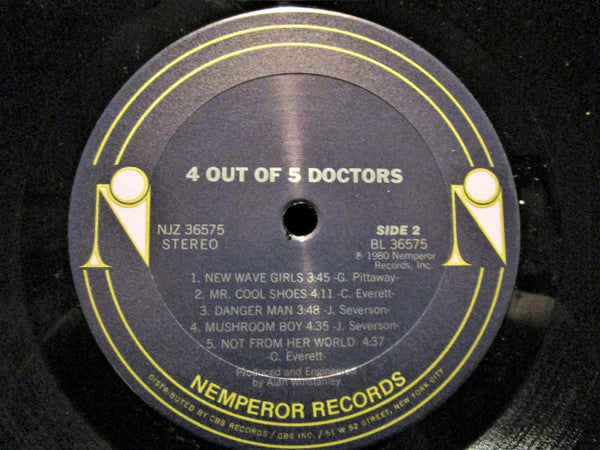 4 OUT OF 5 DOCTORS
NJZ 36575
STEREO
SIDE 2
BL 36575
℗ 1980 Nemperor
Records, Inc.
1. NEW WAVE GIRLS 3:45 -G. Pittaway-
2. MR. COOL SHOES 4:11 -C. Everett-
3. DANGER MAN 3:48 -J. Severson-
4. MUSHROOM BOY 4:35 -J. Severson-
5. NOT FROM HER WORLD 4:37
-C. Everett-
Produced and Engineered
by Alan Winstanley
NEMPEROR RECORDS
DISTRIBUTED BY CBS RECORDS / CBS INC. / 51 W 52 STREET, NEW YORK, CITY